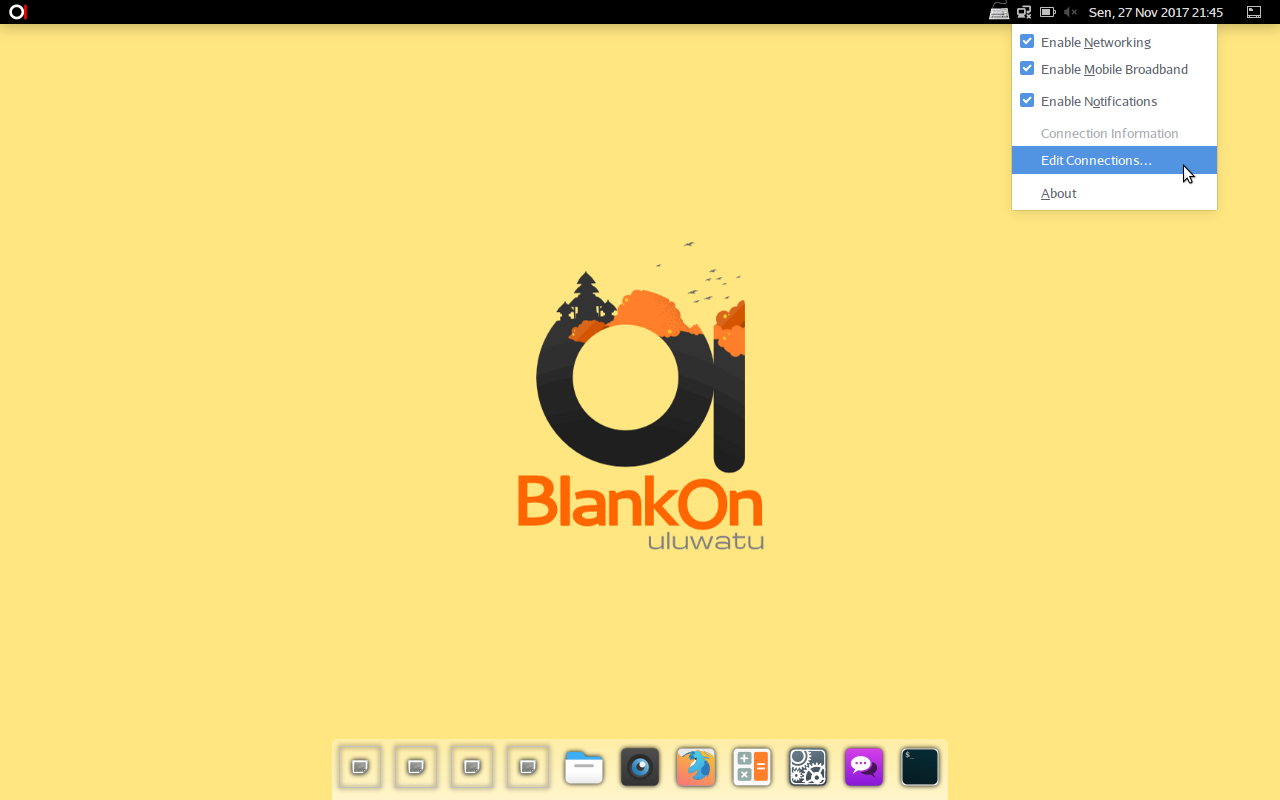 Sen, 27 Nov 2017 21:45
Enable Networking
Enable Mobile Broadband
Enable Notifications
Connection Information
Edit Connections...
About
BlankOn
uluwatu
$_